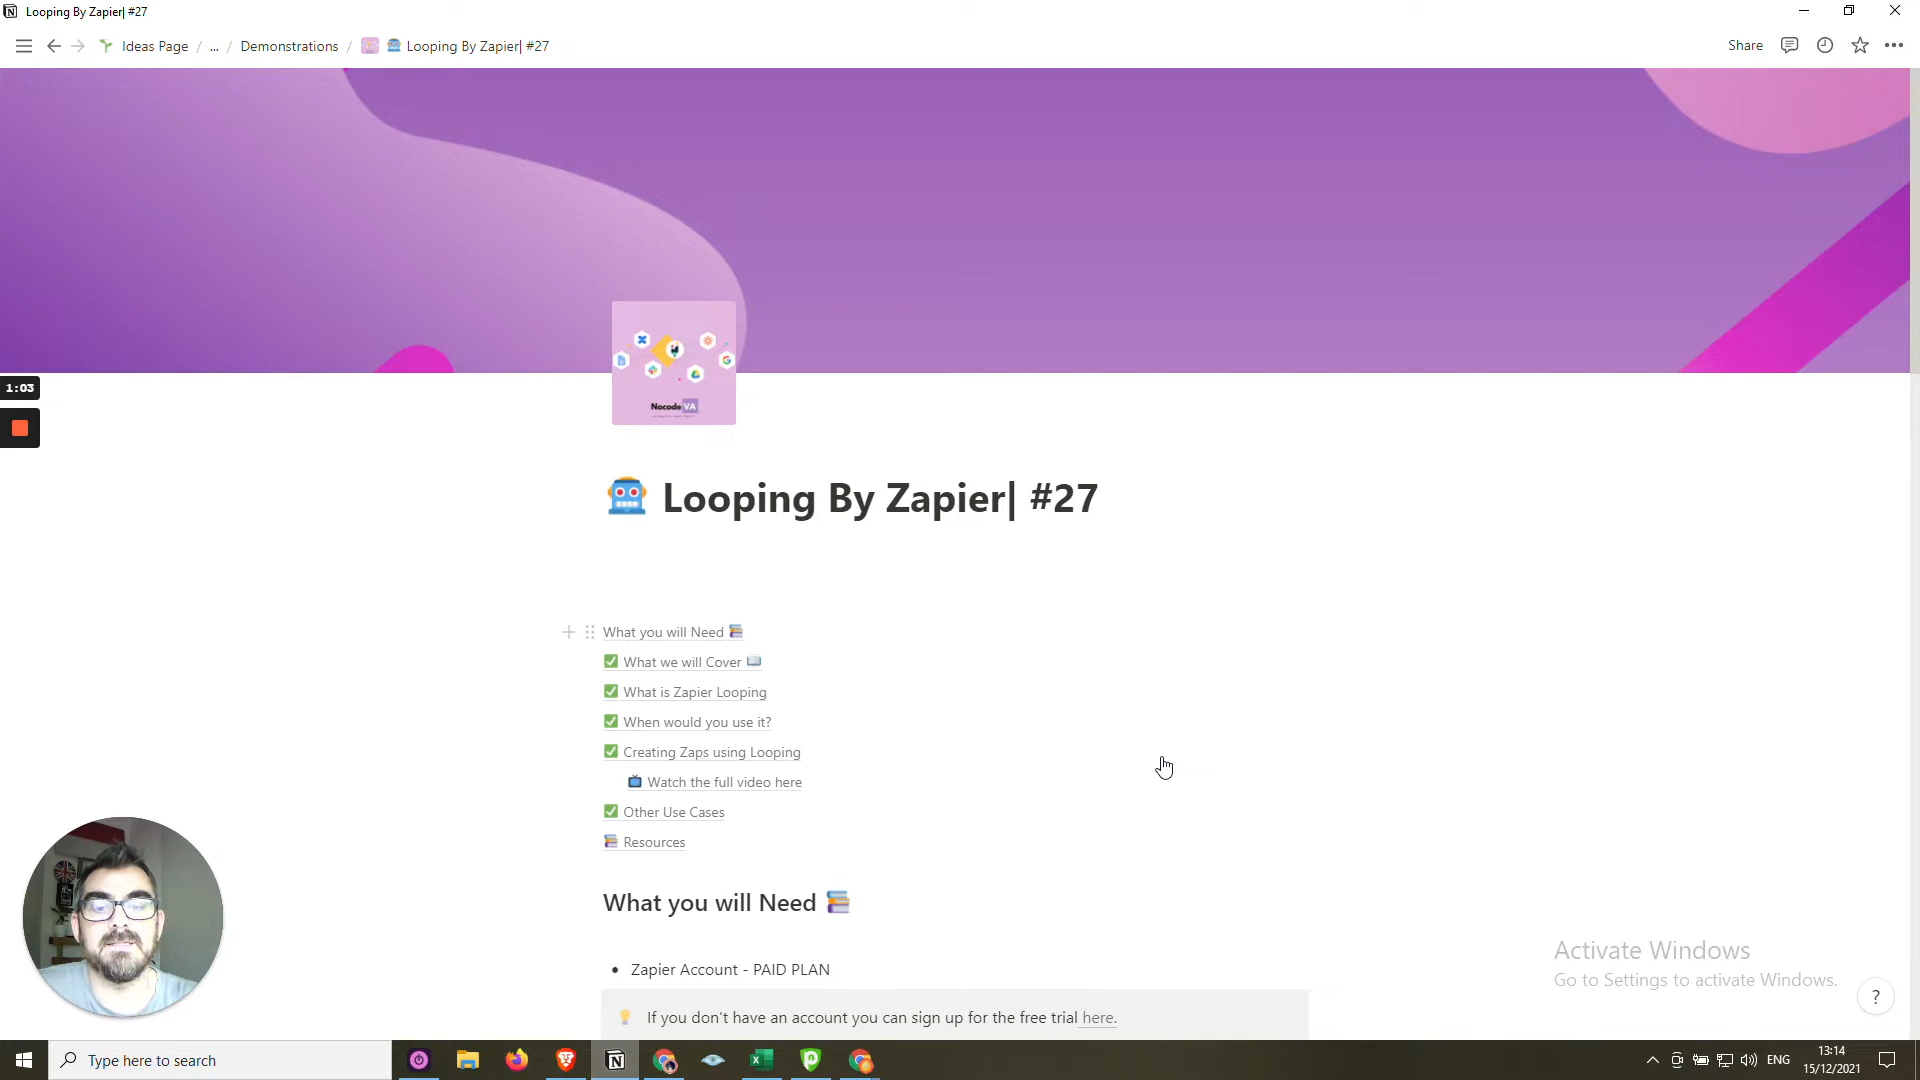 Looping By Zapier| #27
Ideas Page / ... / Demonstrations / 🤖 Looping By Zapier| #27
Share
1:03
Nocode VA
🤖 Looping By Zapier| #27
What you will Need 📚
✅ What we will Cover 📖
✅ What is Zapier Looping
✅ When would you use it?
✅ Creating Zaps using Looping
📺 Watch the full video here
✅ Other Use Cases
📚 Resources
What you will Need 📚
• Zapier Account - PAID PLAN
💡 If you don't have an account you can sign up for the free trial here.
Activate Windows
Go to Settings to activate Windows.
?
Type here to search
ENG
13:14
15/12/2021